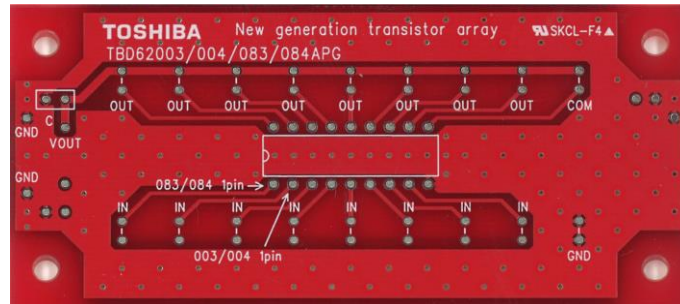 TOSHIBA New generation transistor array SKCL-F4
TBD62003/004/083/084APG
OUT OUT OUT OUT OUT OUT OUT OUT COM
C
GND
VOUT
GND
083/084 1pin
IN IN IN IN IN IN IN IN
003/004 1pin
GND